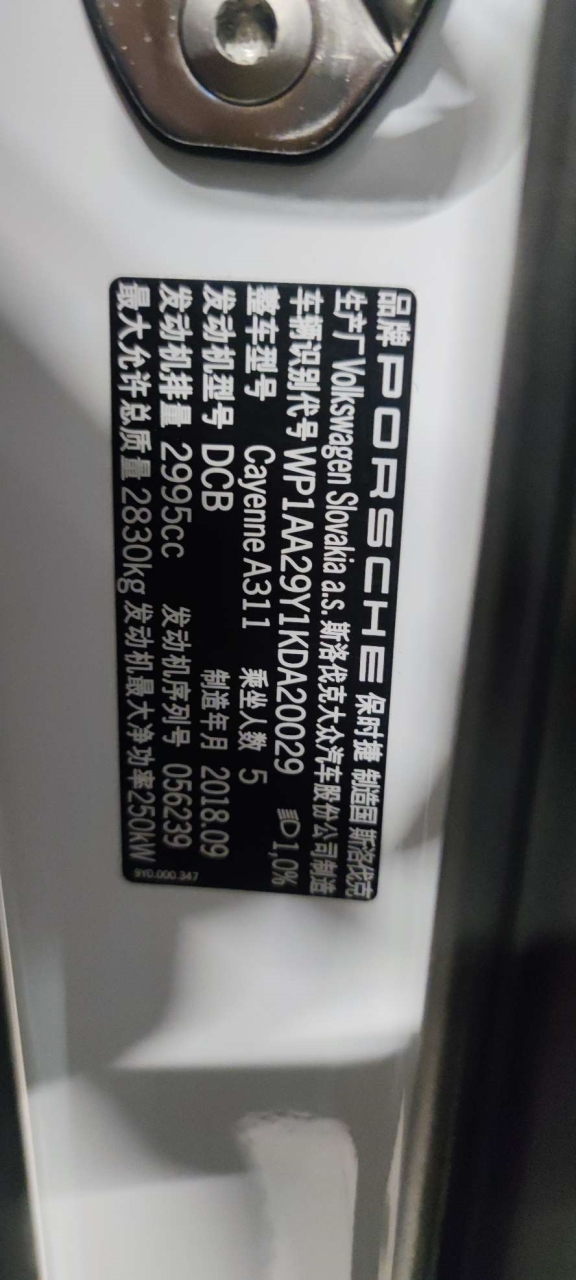 品牌 PORSCHE 保时捷 制造国 斯洛伐克
生产厂 Volkswagen Slovakia a.s. 斯洛伐克大众汽车股份公司制造
车辆识别代号 WP1AA29Y1KDA20029 1,0%
整车型号 Cayenne A311 乘坐人数 5
发动机型号 DCB 制造年月 2018.09
发动机排量 2995cc 发动机序列号 056239
最大允许总质量 2830kg 发动机最大净功率 250kW
9Y0.000.347